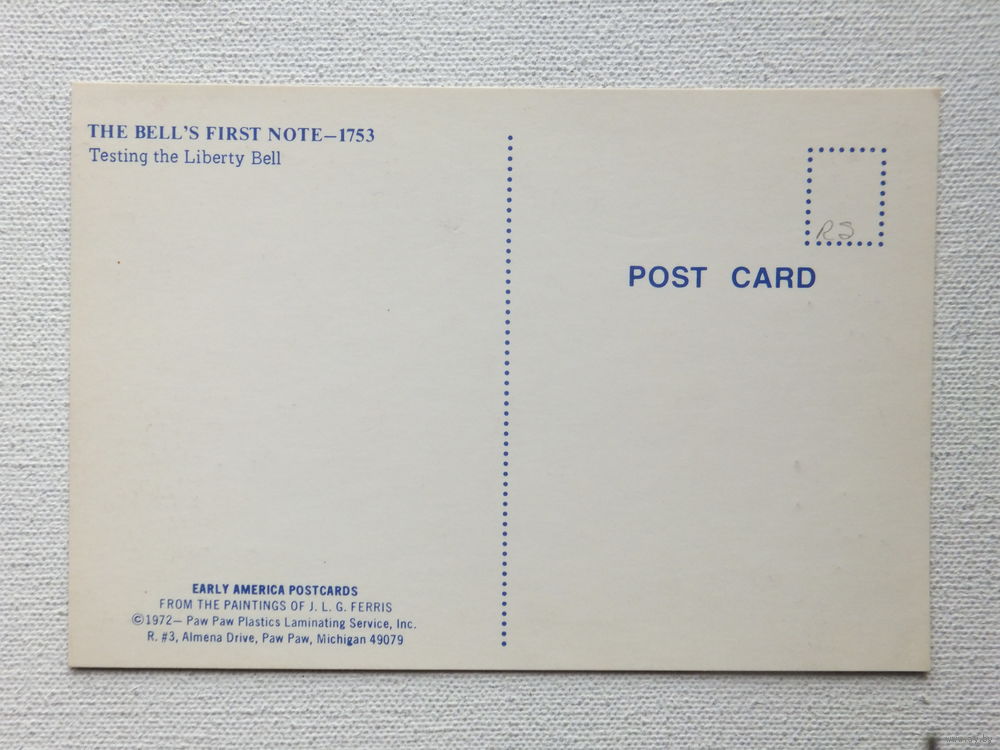 THE BELL'S FIRST NOTE—1753
Testing the Liberty Bell
RS
POST CARD
EARLY AMERICA POSTCARDS
FROM THE PAINTINGS OF J. L. G. FERRIS
©1972— Paw Paw Plastics Laminating Service, Inc.
R. #3, Almena Drive, Paw Paw, Michigan 49079